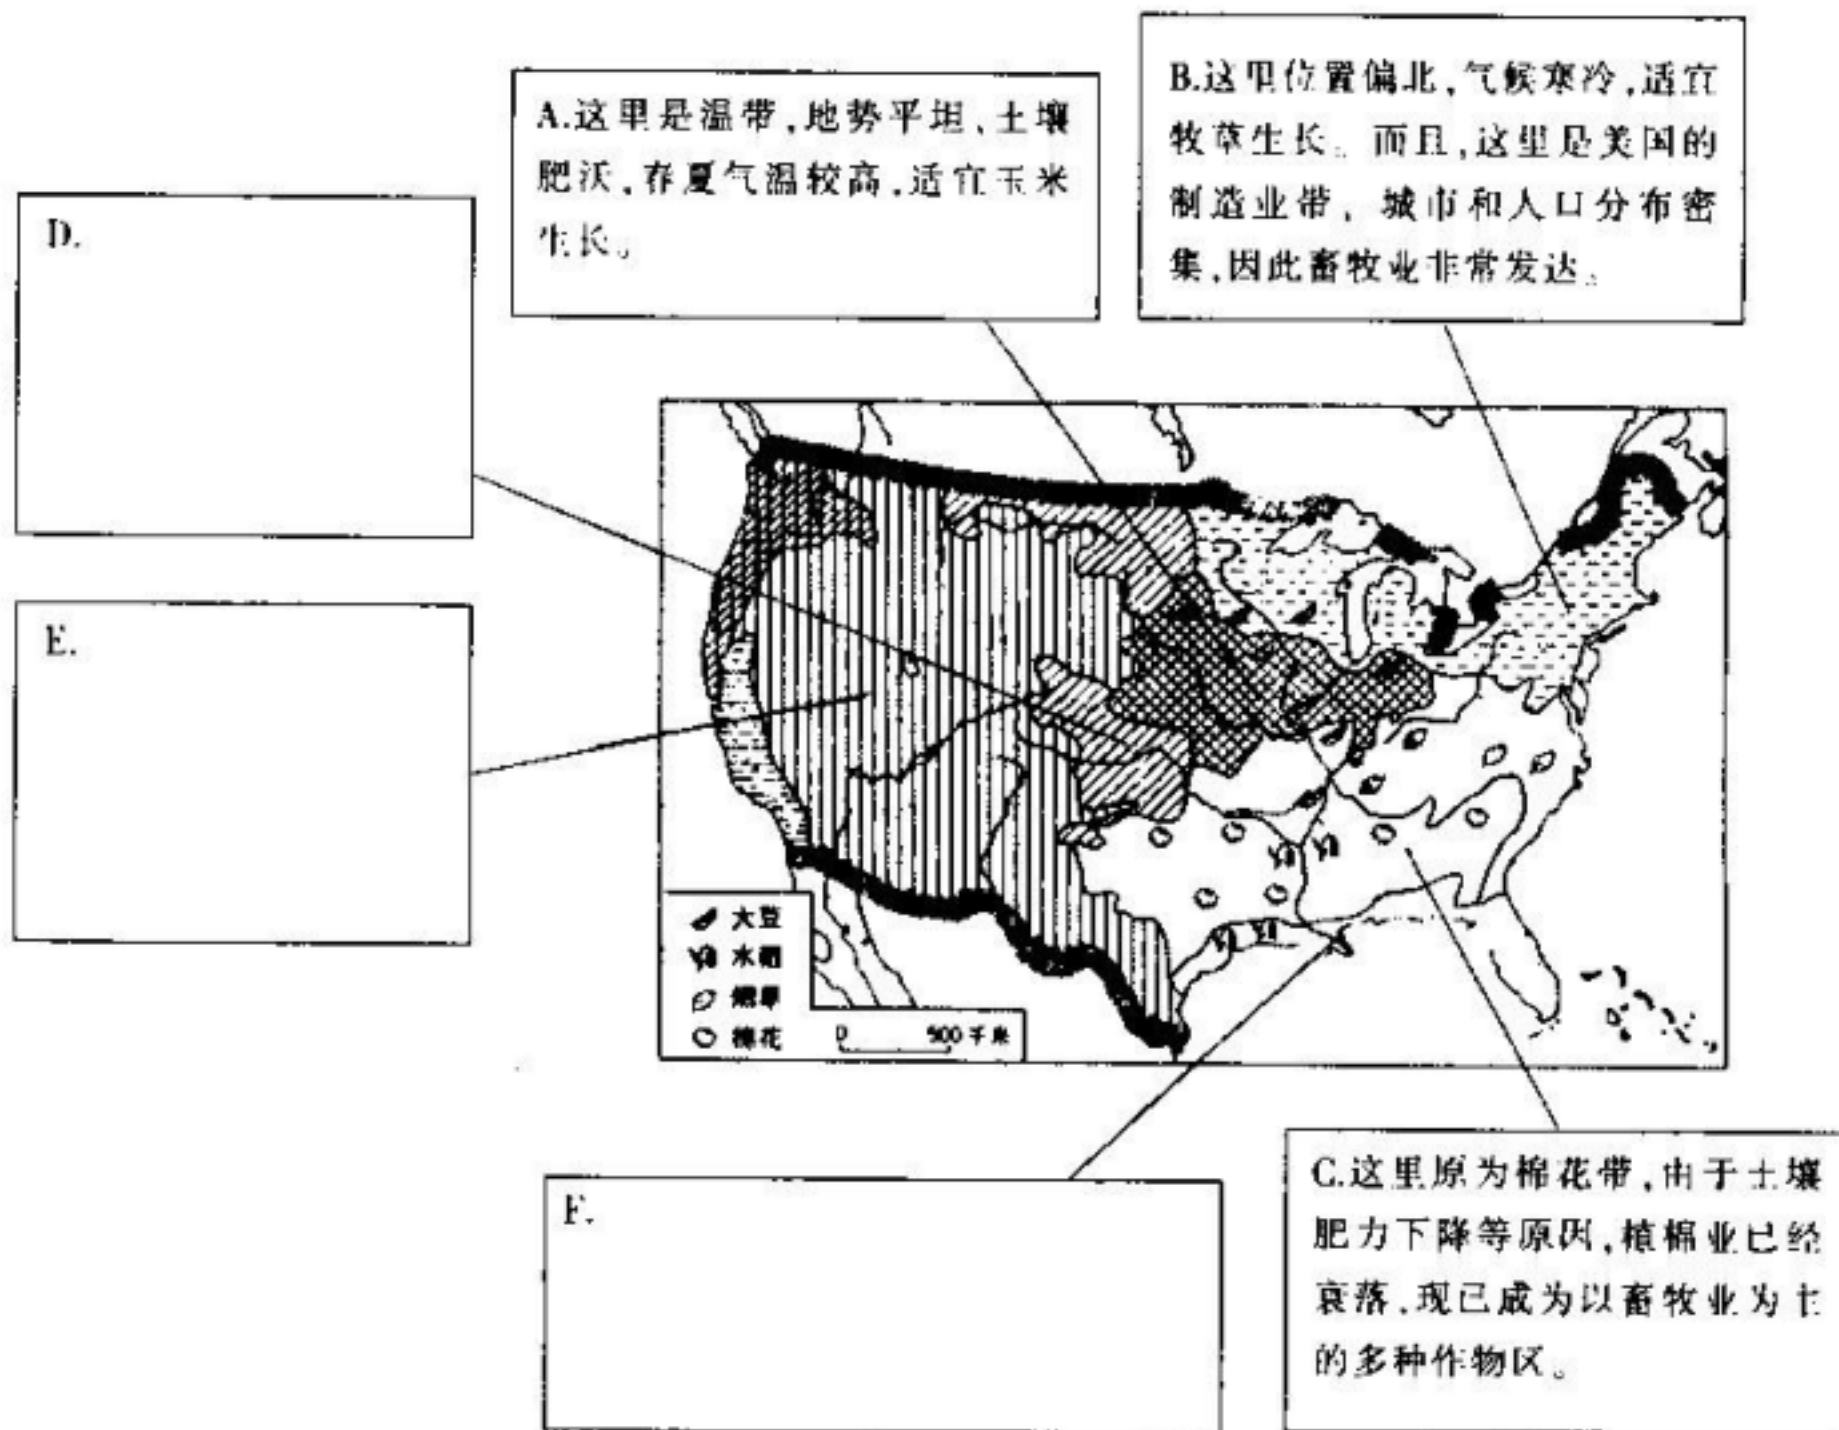 A.这里是温带,地势平坦、土壤
肥沃,春夏气温较高,适宜玉米
生长。
B.这里位置偏北,气候寒冷,适宜
牧草生长。而且,这里是美国的
制造业带,城市和人口分布密
集,因此畜牧业非常发达。
D.
E.
大豆
水稻
烟草
棉花
0 500千米
F.
C.这里原为棉花带,由于土壤
肥力下降等原因,植棉业已经
衰落,现已成为以畜牧业为主
的多种作物区。